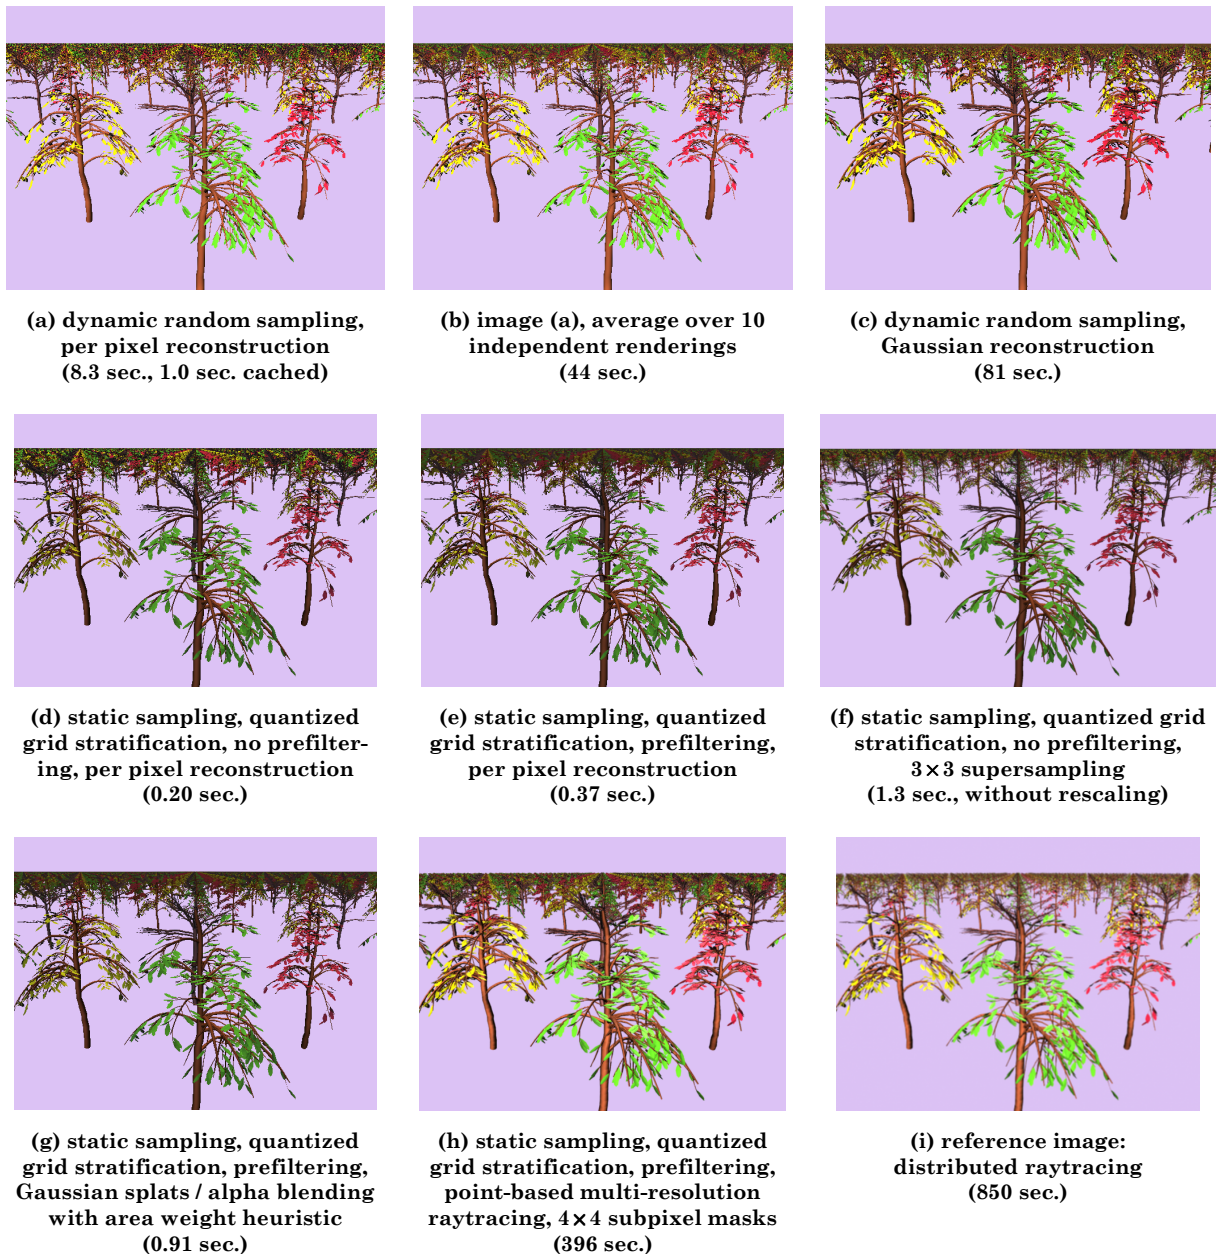 (a) dynamic random sampling,
per pixel reconstruction
(8.3 sec., 1.0 sec. cached)
(b) image (a), average over 10
independent renderings
(44 sec.)
(c) dynamic random sampling,
Gaussian reconstruction
(81 sec.)
(d) static sampling, quantized
grid stratification, no prefilter-
ing, per pixel reconstruction
(0.20 sec.)
(e) static sampling, quantized
grid stratification, prefiltering,
per pixel reconstruction
(0.37 sec.)
(f) static sampling, quantized grid
stratification, no prefiltering,
3×3 supersampling
(1.3 sec., without rescaling)
(g) static sampling, quantized
grid stratification, prefiltering,
Gaussian splats / alpha blending
with area weight heuristic
(0.91 sec.)
(h) static sampling, quantized
grid stratification, prefiltering,
point-based multi-resolution
raytracing, 4×4 subpixel masks
(396 sec.)
(i) reference image:
distributed raytracing
(850 sec.)